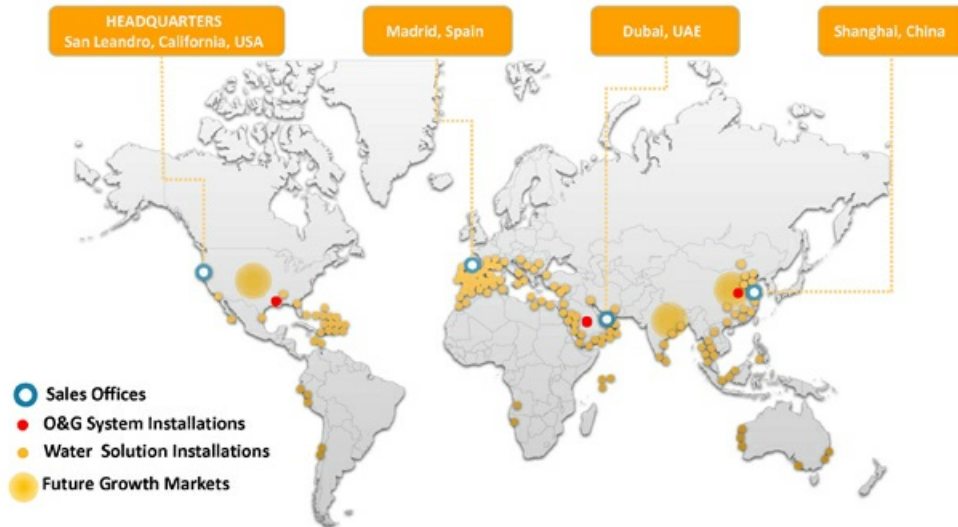 HEADQUARTERS
San Leandro, California, USA
Madrid, Spain
Dubai, UAE
Shanghai, China
Sales Offices
O&G System Installations
Water Solution Installations
Future Growth Markets